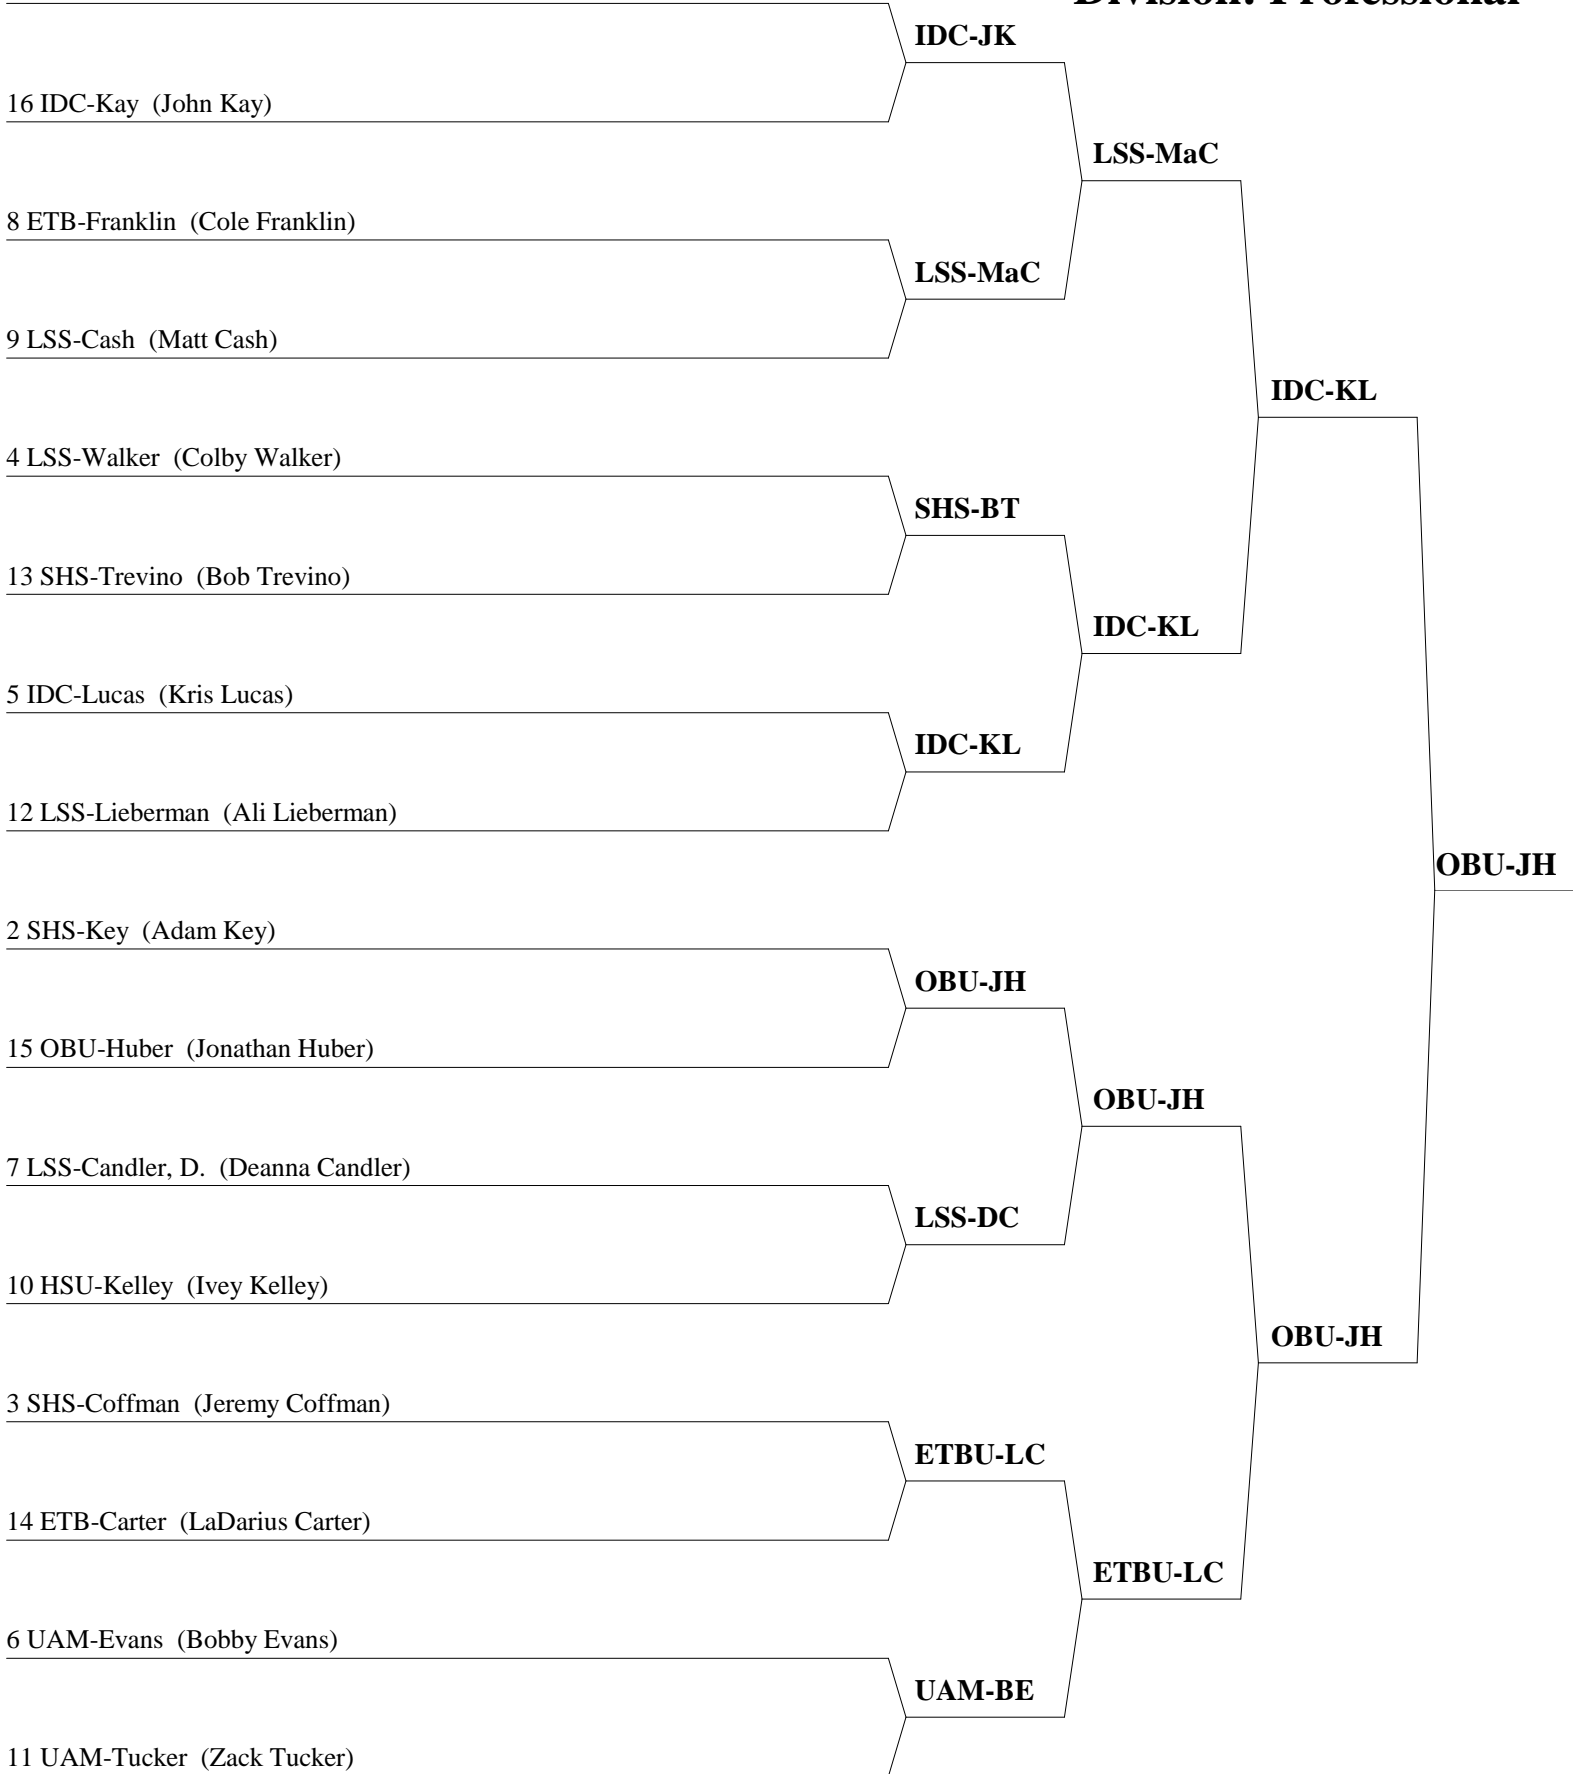 Division: Professional
IDC-JK
16 IDC-Kay (John Kay)
LSS-MaC
8 ETB-Franklin (Cole Franklin)
LSS-MaC
9 LSS-Cash (Matt Cash)
IDC-KL
4 LSS-Walker (Colby Walker)
SHS-BT
13 SHS-Trevino (Bob Trevino)
IDC-KL
5 IDC-Lucas (Kris Lucas)
IDC-KL
12 LSS-Lieberman (Ali Lieberman)
OBU-JH
2 SHS-Key (Adam Key)
OBU-JH
15 OBU-Huber (Jonathan Huber)
OBU-JH
7 LSS-Candler, D. (Deanna Candler)
LSS-DC
10 HSU-Kelley (Ivey Kelley)
OBU-JH
3 SHS-Coffman (Jeremy Coffman)
ETBU-LC
14 ETB-Carter (LaDarius Carter)
ETBU-LC
6 UAM-Evans (Bobby Evans)
UAM-BE
11 UAM-Tucker (Zack Tucker)